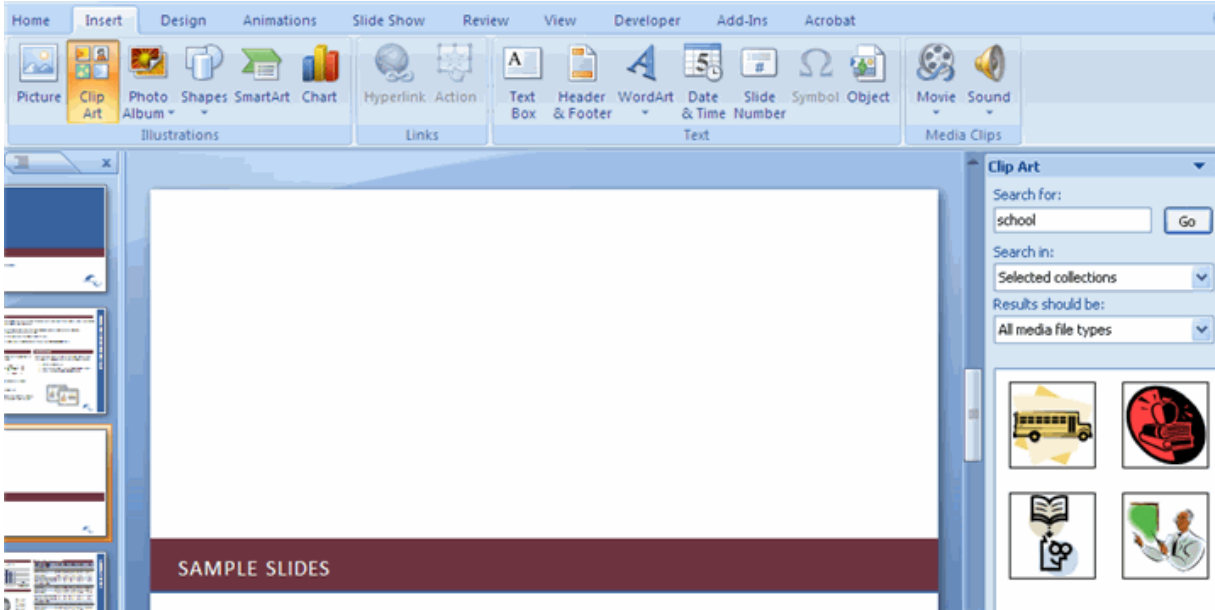 Home Insert Design Animations Slide Show Review View Developer Add-Ins Acrobat
Picture Clip Art Photo Album Shapes SmartArt Chart Hyperlink Action Text Box Header & Footer WordArt Date & Time Slide Number Symbol Object Movie Sound
Illustrations Links Text Media Clips
Clip Art
Search for:
school Go
Search in:
Selected collections
Results should be:
All media file types
SAMPLE SLIDES